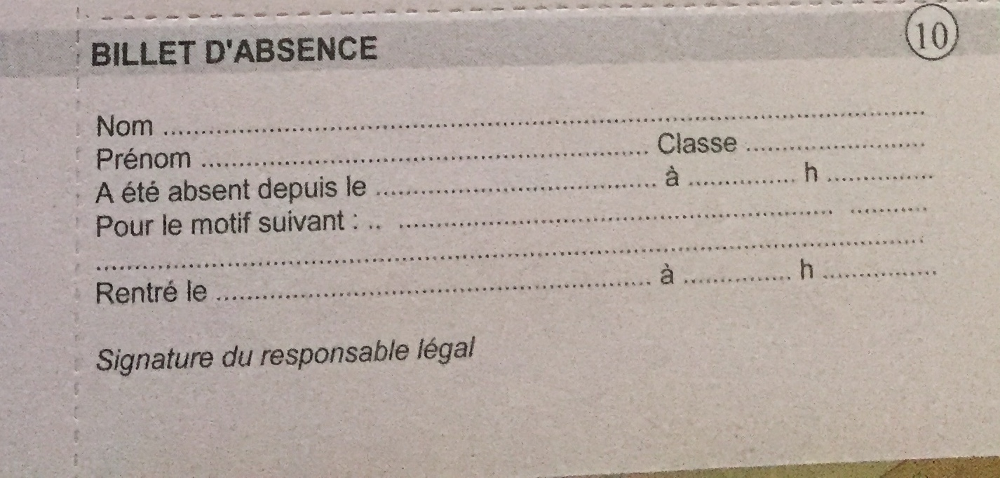 BILLET D'ABSENCE 10
Nom ........................................................................
Prénom ........................................ Classe ....................
A été absent depuis le .............................. à ............ h ............
Pour le motif suivant : .. .................................................. .........
................................................................................
Rentré le ............................................. à ............ h ............
Signature du responsable légal